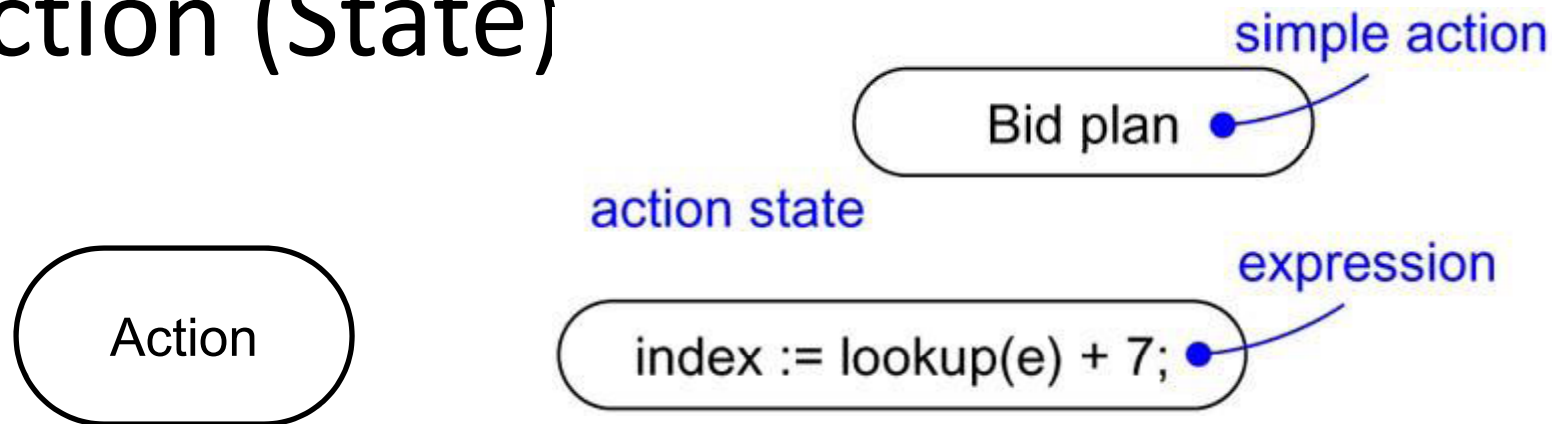 ction (State)
simple action
Bid plan
action state
expression
Action
index := lookup(e) + 7;